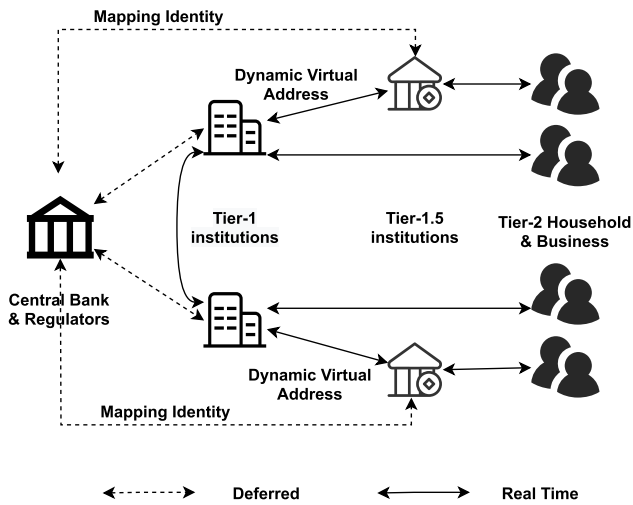 Mapping Identity
Dynamic Virtual
Address
Tier-1
institutions
Tier-1.5
institutions
Tier-2 Household
& Business
Central Bank
& Regulators
Dynamic Virtual
Address
Mapping Identity
Deferred
Real Time